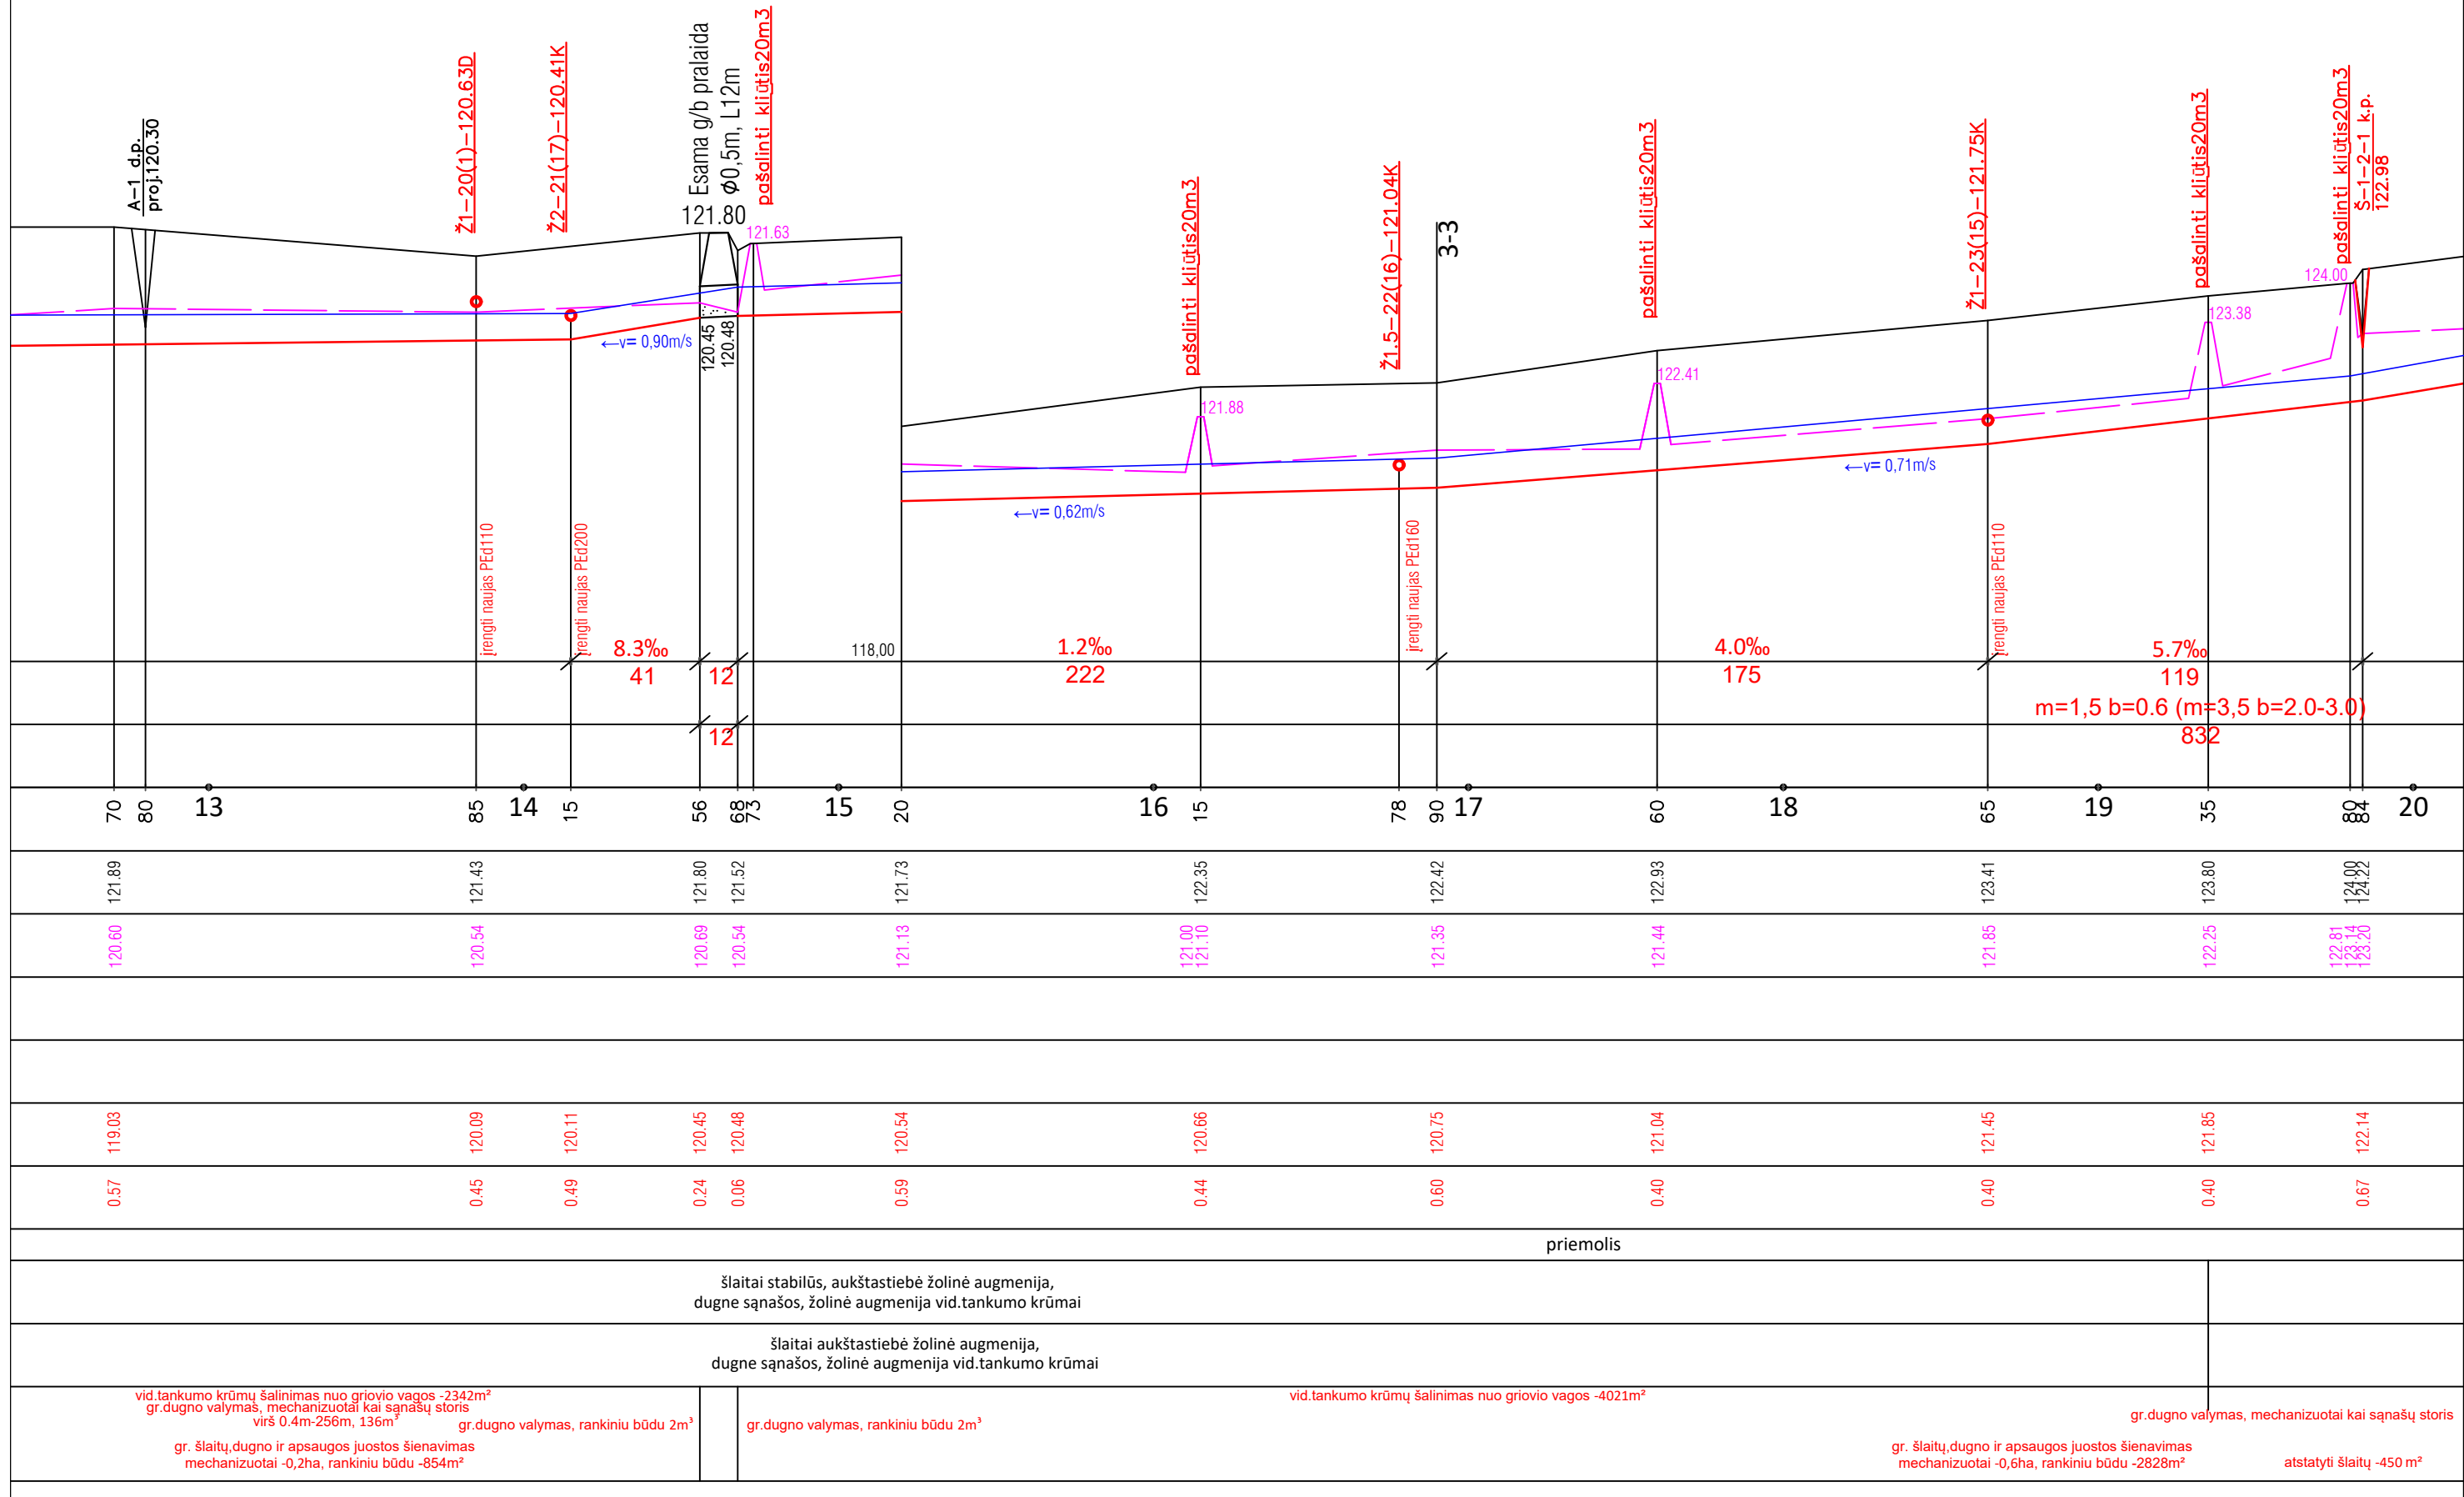 A-1 d.p.
proj.120.30
Ž1-20(1)-120.63D
Ž2-21(17)-120.41K
Esama g/b pralaida
Ø0,5m, L12m
121.80
pašalinti kliūtis20m3
121.63
pašalinti kliūtis20m3
121.88
Ž1.5-22(16)-121.04K
3-3
pašalinti kliūtis20m3
122.41
Ž1-23(15)-121.75K
pašalinti kliūtis20m3
123.38
pašalinti kliūtis20m3
124.00
Š-1-2-1 k.p.
122.98
←v= 0,90m/s
120.45
120.48
←v= 0,62m/s
←v= 0,71m/s
įrengti naujas PEd110
įrengti naujas PEd200
įrengti naujas PEd160
įrengti naujas PEd110
8.3‰ 118,00 1.2‰ 4.0‰ 5.7‰
41 12 222 175 119
m=1,5 b=0.6 (m=3,5 b=2.0-3.0)
12 832
70 80 13 85 14 15 56 68 73 15 20 16 15 78 90 17 60 18 65 19 35 80 84 20
121.89 121.43 121.80 121.52 121.73 122.35 122.42 122.93 123.41 123.80 124.00 124.22
120.60 120.54 120.69 120.54 121.13 121.00 121.10 121.35 121.44 121.85 122.25 122.81 123.14 123.20
119.03 120.09 120.11 120.45 120.48 120.54 120.66 120.75 121.04 121.45 121.85 122.14
0.57 0.45 0.49 0.24 0.06 0.59 0.44 0.60 0.40 0.40 0.40 0.67
priemolis
šlaitai stabilūs, aukštastiebė žolinė augmenija,
dugne sąnašos, žolinė augmenija vid.tankumo krūmai
šlaitai aukštastiebė žolinė augmenija,
dugne sąnašos, žolinė augmenija vid.tankumo krūmai
vid.tankumo krūmų šalinimas nuo griovio vagos -2342m²
gr.dugno valymas, mechanizuotai kai sąnašų storis
virš 0.4m-256m, 136m³
gr.dugno valymas, rankiniu būdu 2m³
gr. šlaitų,dugno ir apsaugos juostos šienavimas
mechanizuotai -0,2ha, rankiniu būdu -854m²
gr.dugno valymas, rankiniu būdu 2m³
vid.tankumo krūmų šalinimas nuo griovio vagos -4021m²
gr.dugno valymas, mechanizuotai kai sąnašų storis
gr. šlaitų,dugno ir apsaugos juostos šienavimas
mechanizuotai -0,6ha, rankiniu būdu -2828m²
atstatyti šlaitų -450 m²